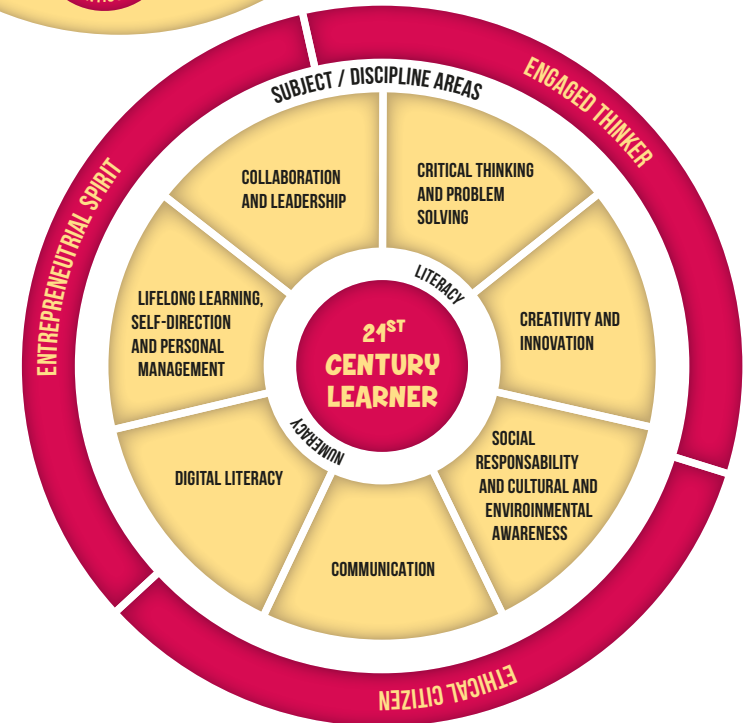 SUBJECT / DISCIPLINE AREAS
ENGAGED THINKER
ENTREPRENEUTRIAL SPIRIT
ETHICAL CITIZEN
COLLABORATION
AND LEADERSHIP
CRITICAL THINKING
AND PROBLEM
SOLVING
LIFELONG LEARNING,
SELF-DIRECTION
AND PERSONAL
MANAGEMENT
LITERACY
21ST
CENTURY
LEARNER
NUMERACY
CREATIVITY AND
INNOVATION
DIGITAL LITERACY
SOCIAL
RESPONSABILITY
AND CULTURAL AND
ENVIROINMENTAL
AWARENESS
COMMUNICATION